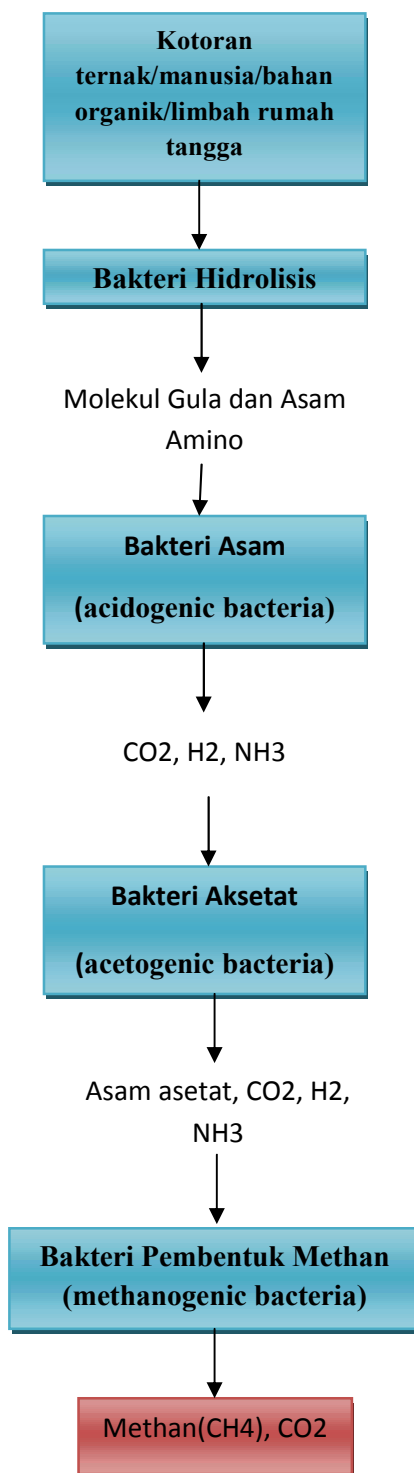 Kotoran
ternak/manusia/bahan
organik/limbah rumah
tangga
Bakteri Hidrolisis
Molekul Gula dan Asam
Amino
Bakteri Asam
(acidogenic bacteria)
CO2, H2, NH3
Bakteri Aksetat
(acetogenic bacteria)
Asam asetat, CO2, H2,
NH3
Bakteri Pembentuk Methan
(methanogenic bacteria)
Methan(CH4), CO2